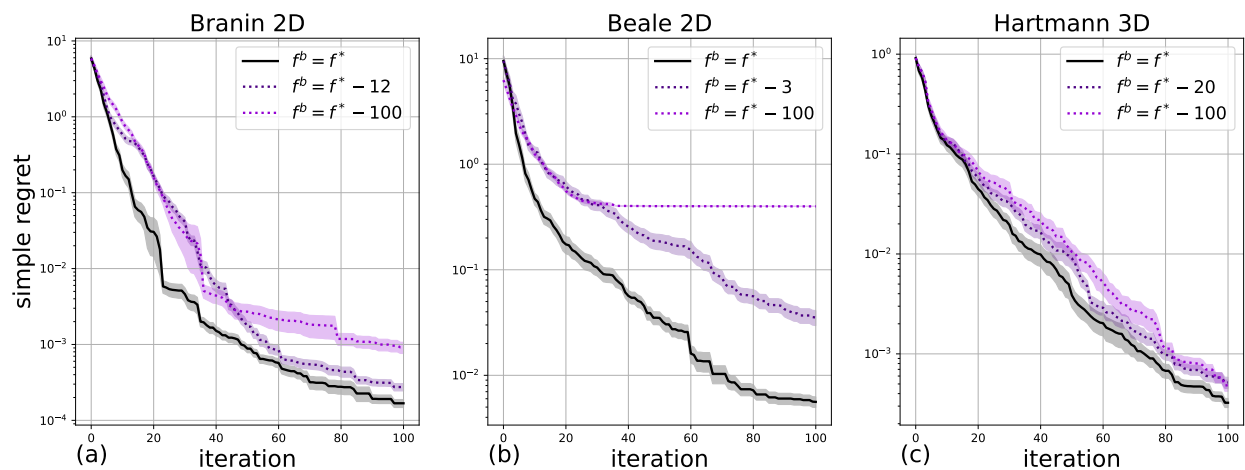 Branin 2D
simple regret
10¹
10⁰
10⁻¹
10⁻²
10⁻³
10⁻⁴
f^b = f^*
f^b = f^* − 12
f^b = f^* − 100
0 20 40 60 80 100
(a) iteration
Beale 2D
10¹
10⁰
10⁻¹
10⁻²
f^b = f^*
f^b = f^* − 3
f^b = f^* − 100
0 20 40 60 80 100
(b) iteration
Hartmann 3D
10⁰
10⁻¹
10⁻²
10⁻³
f^b = f^*
f^b = f^* − 20
f^b = f^* − 100
0 20 40 60 80 100
(c) iteration